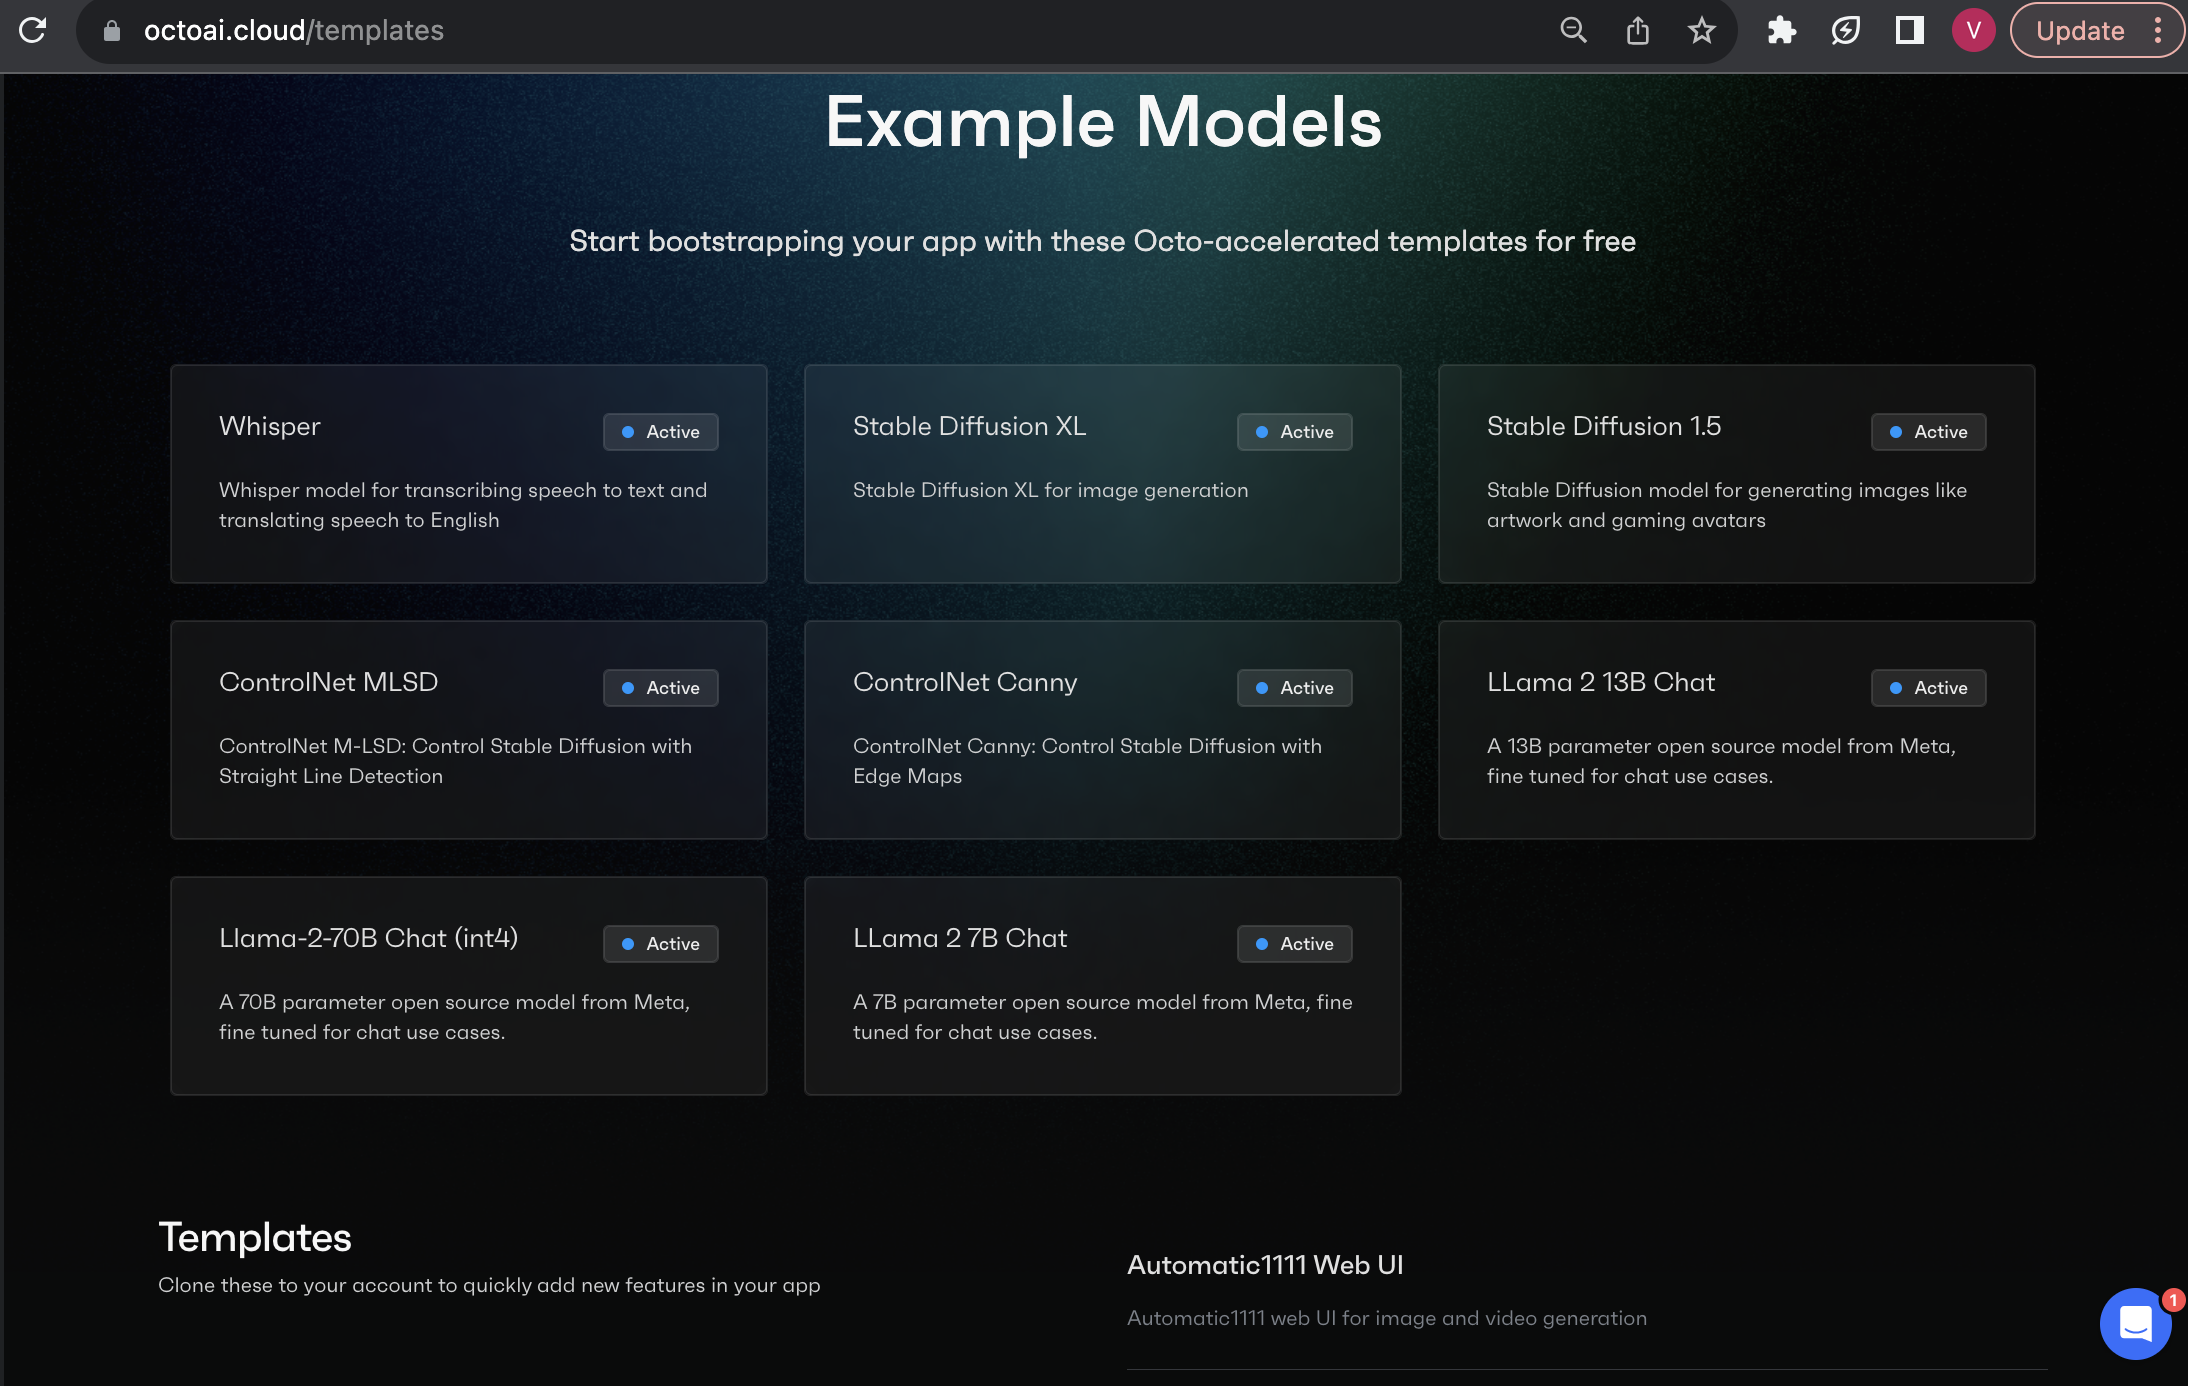 octoai.cloud/templates
V
Update
Example Models
Start bootstrapping your app with these Octo-accelerated templates for free
Whisper
Active
Whisper model for transcribing speech to text and
translating speech to English
Stable Diffusion XL
Active
Stable Diffusion XL for image generation
Stable Diffusion 1.5
Active
Stable Diffusion model for generating images like
artwork and gaming avatars
ControlNet MLSD
Active
ControlNet M-LSD: Control Stable Diffusion with
Straight Line Detection
ControlNet Canny
Active
ControlNet Canny: Control Stable Diffusion with
Edge Maps
LLama 2 13B Chat
Active
A 13B parameter open source model from Meta,
fine tuned for chat use cases.
Llama-2-70B Chat (int4)
Active
A 70B parameter open source model from Meta,
fine tuned for chat use cases.
LLama 2 7B Chat
Active
A 7B parameter open source model from Meta, fine
tuned for chat use cases.
Templates
Clone these to your account to quickly add new features in your app
Automatic1111 Web UI
Automatic1111 web UI for image and video generation
1